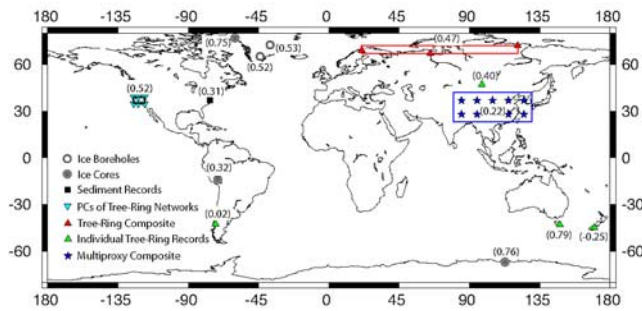 180 -135 -90 -45 0 45 90 135 180
(0.47)
(0.75)
(0.53)
60 (0.52) 60
(0.40)
(0.52) (0.31)
30 (0.22) 30
Ice Boreholes
Ice Cores (0.32)
0 Sediment Records 0
PCs of Tree-Ring Networks
Tree-Ring Composite
-30 (0.02) -30
Individual Tree-Ring Records
Multiproxy Composite (0.79) (-0.25)
-60 (0.76) -60
180 -135 -90 -45 0 45 90 135 180